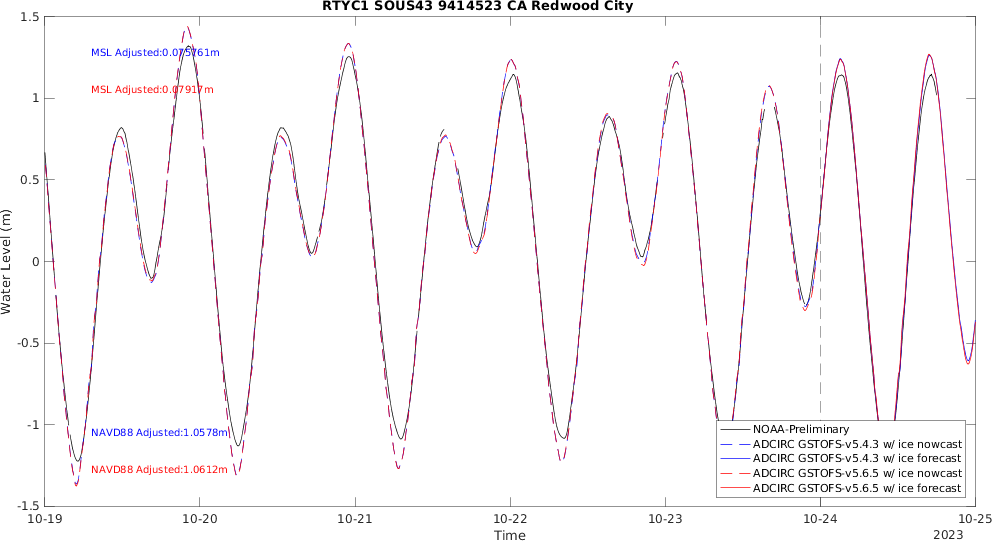 RTYC1 SOUS43 9414523 CA Redwood City
1.5
1
0.5
0
-0.5
-1
-1.5
Water Level (m)
MSL Adjusted:0.075761m
MSL Adjusted:0.07917m
NAVD88 Adjusted:1.0578m
NAVD88 Adjusted:1.0612m
NOAA-Preliminary
ADCIRC GSTOFS-v5.4.3 w/ ice nowcast
ADCIRC GSTOFS-v5.4.3 w/ ice forecast
ADCIRC GSTOFS-v5.6.5 w/ ice nowcast
ADCIRC GSTOFS-v5.6.5 w/ ice forecast
10-19 10-20 10-21 10-22 10-23 10-24 10-25
Time
2023